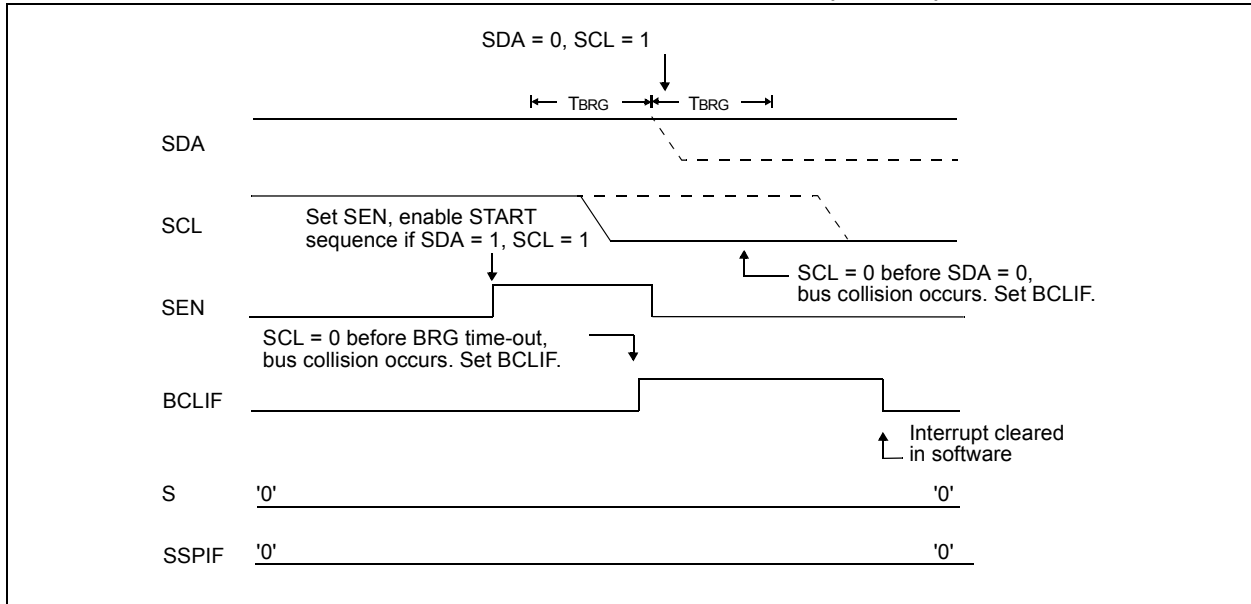 SDA = 0, SCL = 1
TBRG TBRG
SDA
SCL
Set SEN, enable START
sequence if SDA = 1, SCL = 1
SCL = 0 before SDA = 0,
bus collision occurs. Set BCLIF.
SEN
SCL = 0 before BRG time-out,
bus collision occurs. Set BCLIF.
BCLIF
Interrupt cleared
in software
S '0' '0'
SSPIF '0' '0'